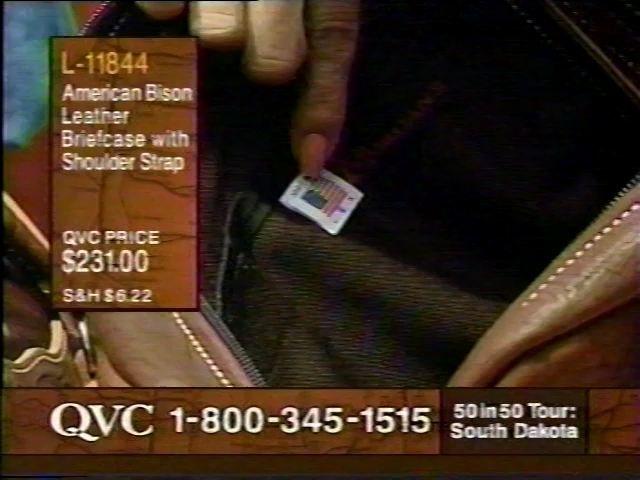 L-11844
American Bison
Leather
Briefcase with
Shoulder Strap
QVC PRICE
$231.00
S&H $6.22
QVC 1-800-345-1515
50 in 50 Tour:
South Dakota